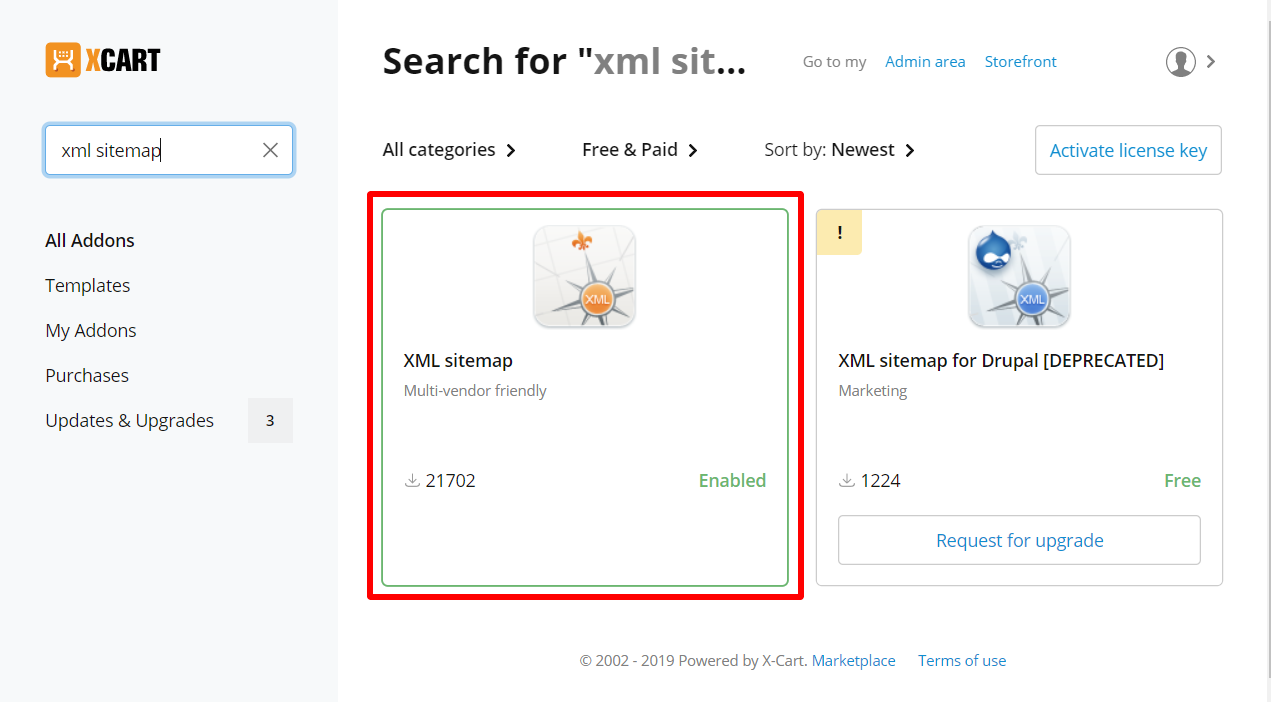 XCART
Search for "xml sit...
Go to my Admin area Storefront
xml sitemap
All categories Free & Paid Sort by: Newest Activate license key
All Addons
Templates
My Addons
Purchases
Updates & Upgrades 3
XML
XML sitemap
Multi-vendor friendly
21702 Enabled
!
XML
XML sitemap for Drupal [DEPRECATED]
Marketing
1224 Free
Request for upgrade
© 2002 - 2019 Powered by X-Cart. Marketplace Terms of use